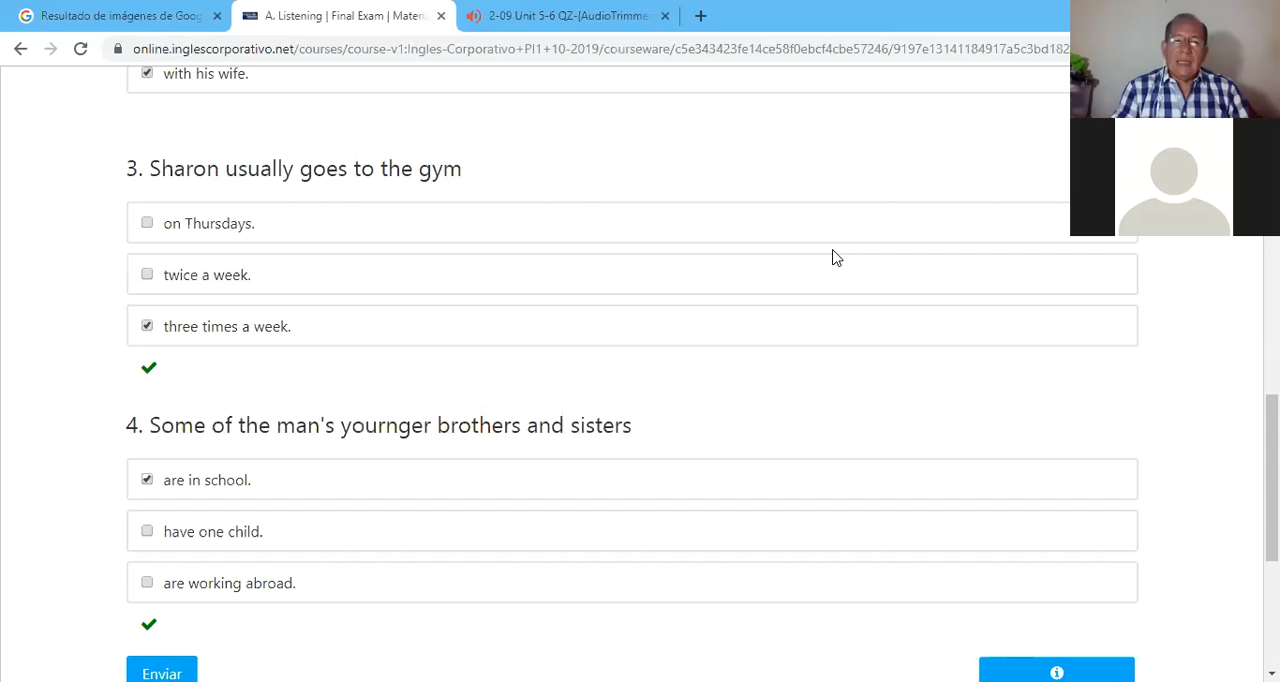 Resultado de imágenes de Goog
A. Listening | Final Exam | Mater
2-09 Unit 5-6 QZ-[AudioTrimmer
online.inglescorporativo.net/courses/course-v1:Ingles-Corporativo+PI1+10-2019/courseware/c5e343423fe14ce58f0ebcf4cbe57246/9197e13141184917a5c3bd182
with his wife.
3. Sharon usually goes to the gym
on Thursdays.
twice a week.
three times a week.
4. Some of the man's yournger brothers and sisters
are in school.
have one child.
are working abroad.
Enviar